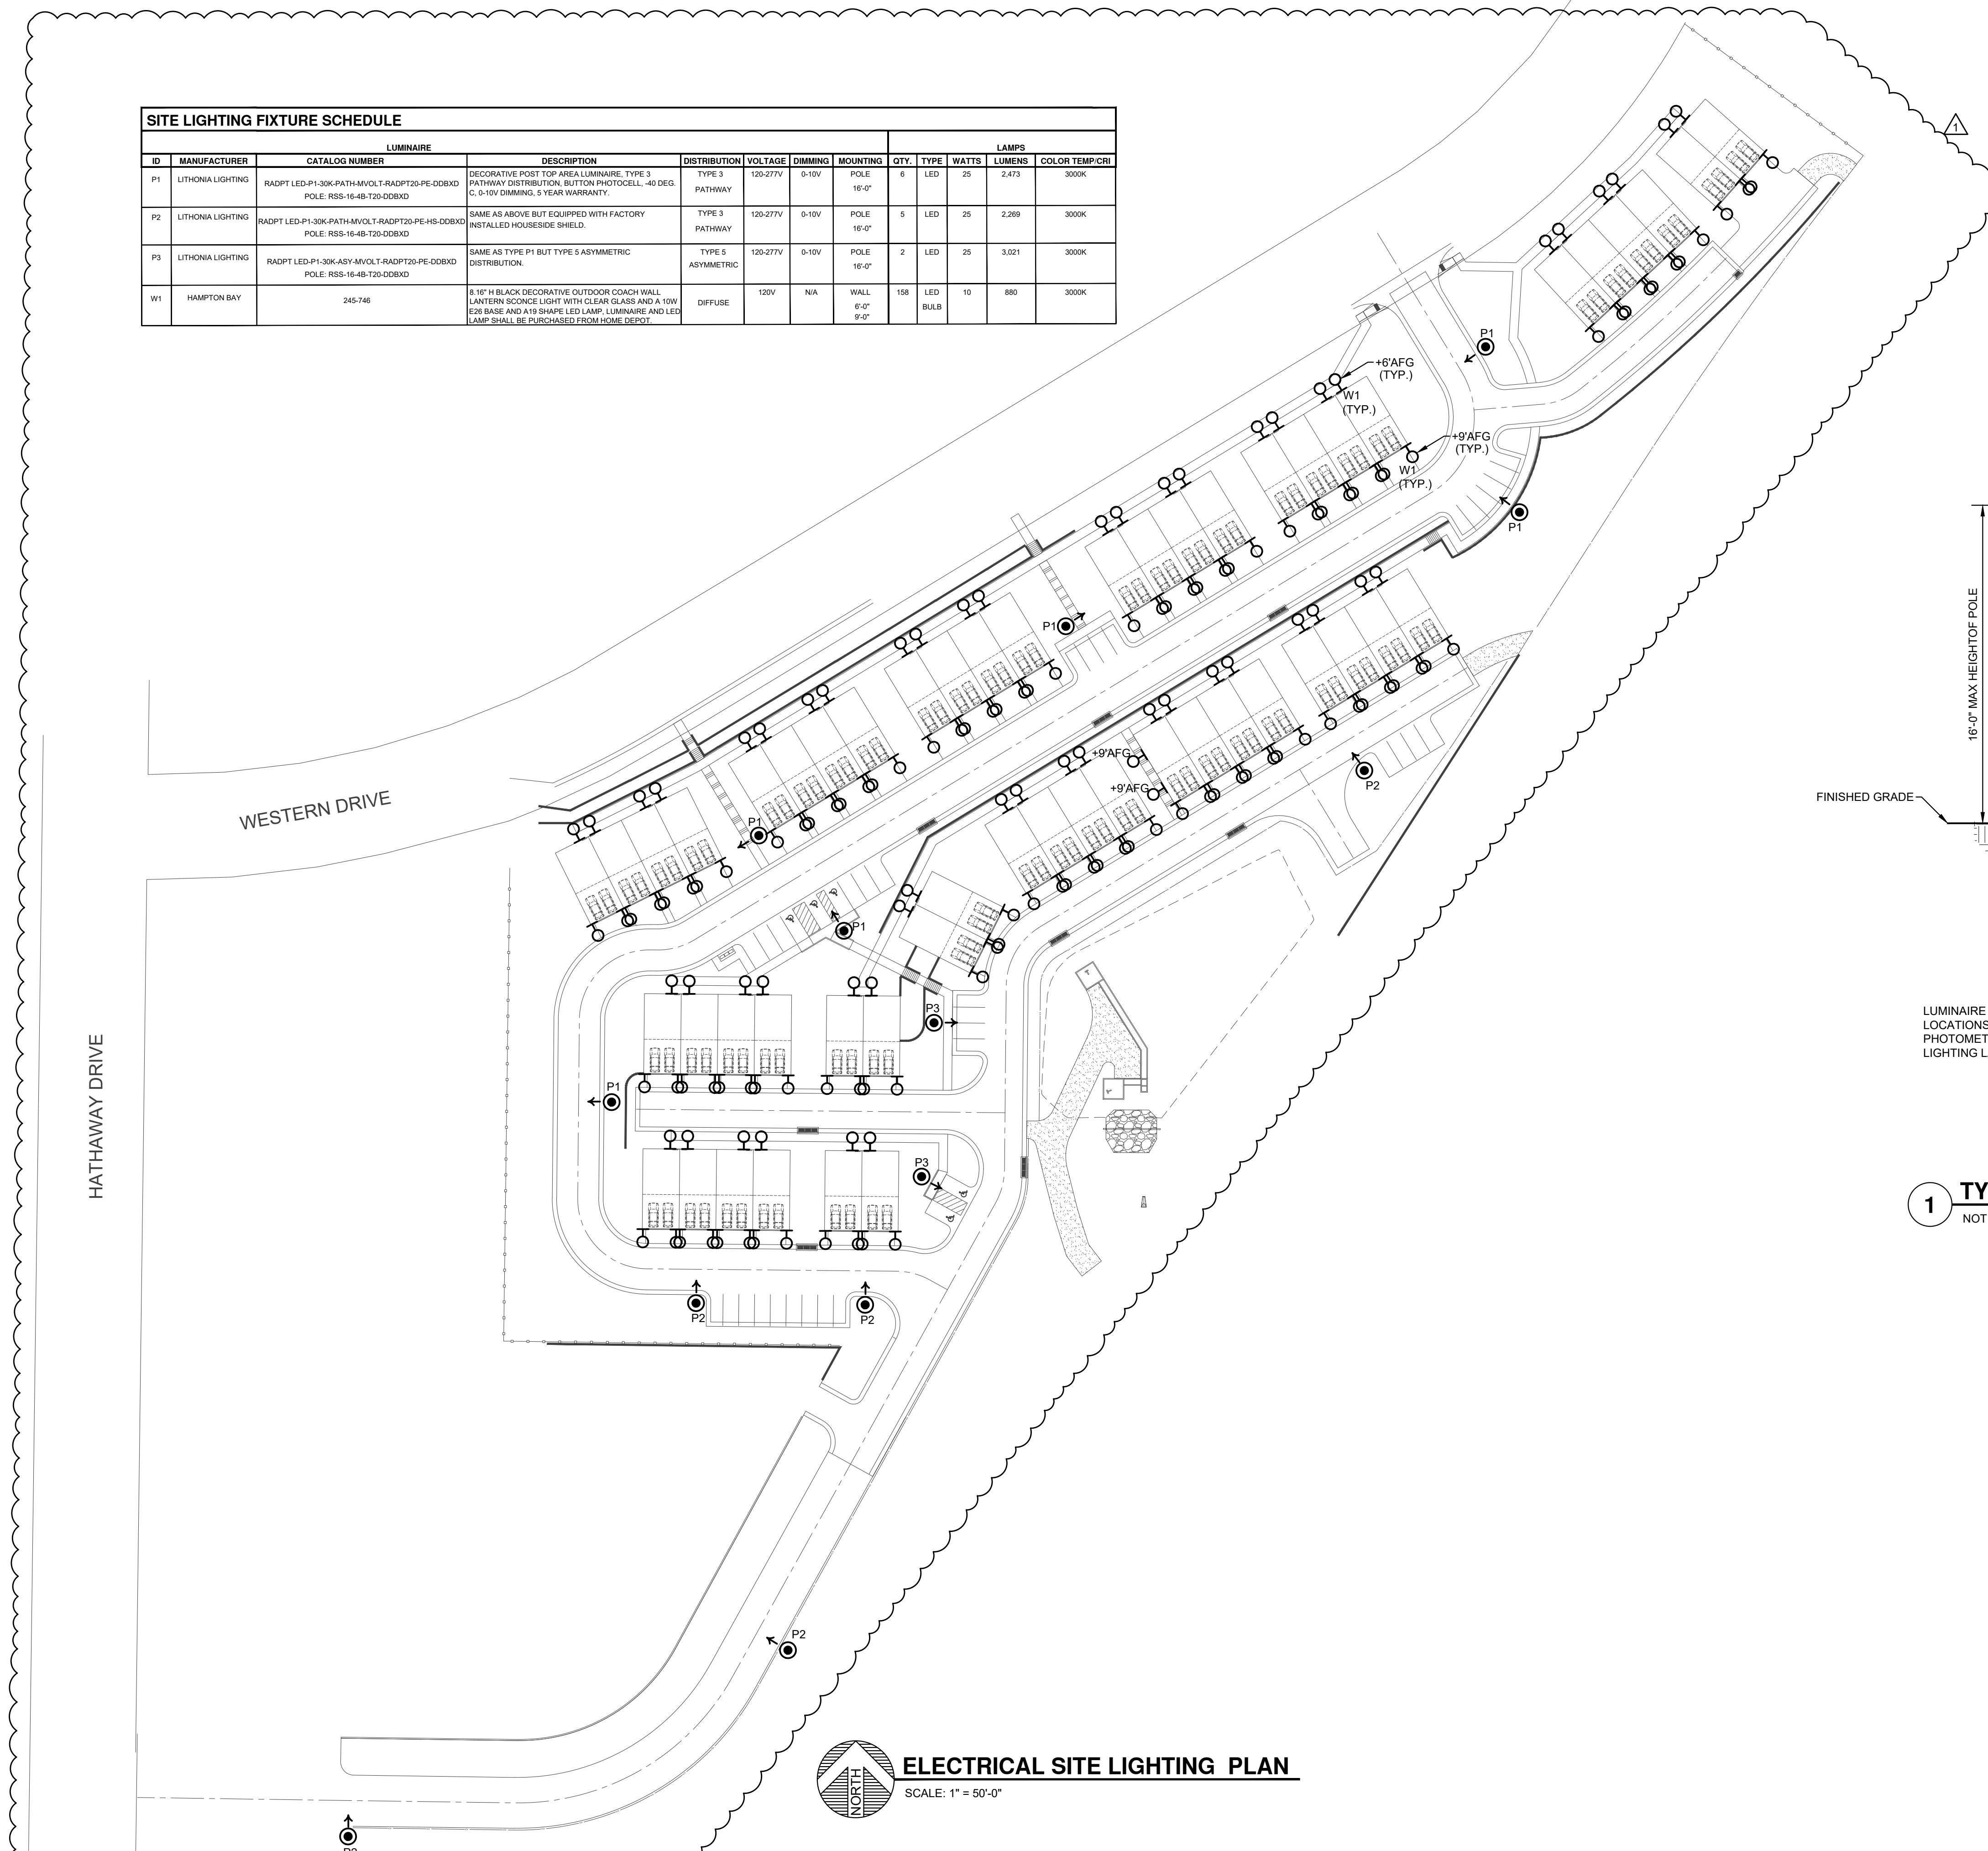 SITE LIGHTING FIXTURE SCHEDULE
LUMINAIRE LAMPS
ID MANUFACTURER CATALOG NUMBER DESCRIPTION DISTRIBUTION VOLTAGE DIMMING MOUNTING QTY. TYPE WATTS LUMENS COLOR TEMP/CRI
P1 LITHONIA LIGHTING RADPT LED-P1-30K-PATH-MVOLT-RADPT20-PE-DDBXD
POLE: RSS-16-4B-T20-DDBXD
DECORATIVE POST TOP AREA LUMINAIRE, TYPE 3
PATHWAY DISTRIBUTION, BUTTON PHOTOCELL, -40 DEG.
C, 0-10V DIMMING, 5 YEAR WARRANTY.
TYPE 3
PATHWAY
120-277V 0-10V POLE
16'-0"
6 LED 25 2,473 3000K
P2 LITHONIA LIGHTING RADPT LED-P1-30K-PATH-MVOLT-RADPT20-PE-HS-DDBXD
POLE: RSS-16-4B-T20-DDBXD
SAME AS ABOVE BUT EQUIPPED WITH FACTORY
INSTALLED HOUSESIDE SHIELD.
TYPE 3
PATHWAY
120-277V 0-10V POLE
16'-0"
5 LED 25 2,269 3000K
P3 LITHONIA LIGHTING RADPT LED-P1-30K-ASY-MVOLT-RADPT20-PE-DDBXD
POLE: RSS-16-4B-T20-DDBXD
SAME AS TYPE P1 BUT TYPE 5 ASYMMETRIC
DISTRIBUTION.
TYPE 5
ASYMMETRIC
120-277V 0-10V POLE
16'-0"
2 LED 25 3,021 3000K
W1 HAMPTON BAY 245-746
8.16" H BLACK DECORATIVE OUTDOOR COACH WALL
LANTERN SCONCE LIGHT WITH CLEAR GLASS AND A 10W
E26 BASE AND A19 SHAPE LED LAMP, LUMINAIRE AND LED
LAMP SHALL BE PURCHASED FROM HOME DEPOT.
DIFFUSE
120V N/A WALL
6'-0"
9'-0"
158 LED
BULB
10 880 3000K
1
P1
+6'AFG
(TYP.)
W1
(TYP.)
+9'AFG
(TYP.)
W1
(TYP.)
P1
P1
16'-0" MAX HEIGHTOF POLE
FINISHED GRADE
+9'AFG
+9'AFG
P2
WESTERN DRIVE
P1
P1
P3
HATHAWAY DRIVE
P1
P3
LUMINAIRE
LOCATIONS
PHOTOMET
LIGHTING L
1
TY
NOT
P2
P2
P2
NORTH
ELECTRICAL SITE LIGHTING PLAN
SCALE: 1" = 50'-0"